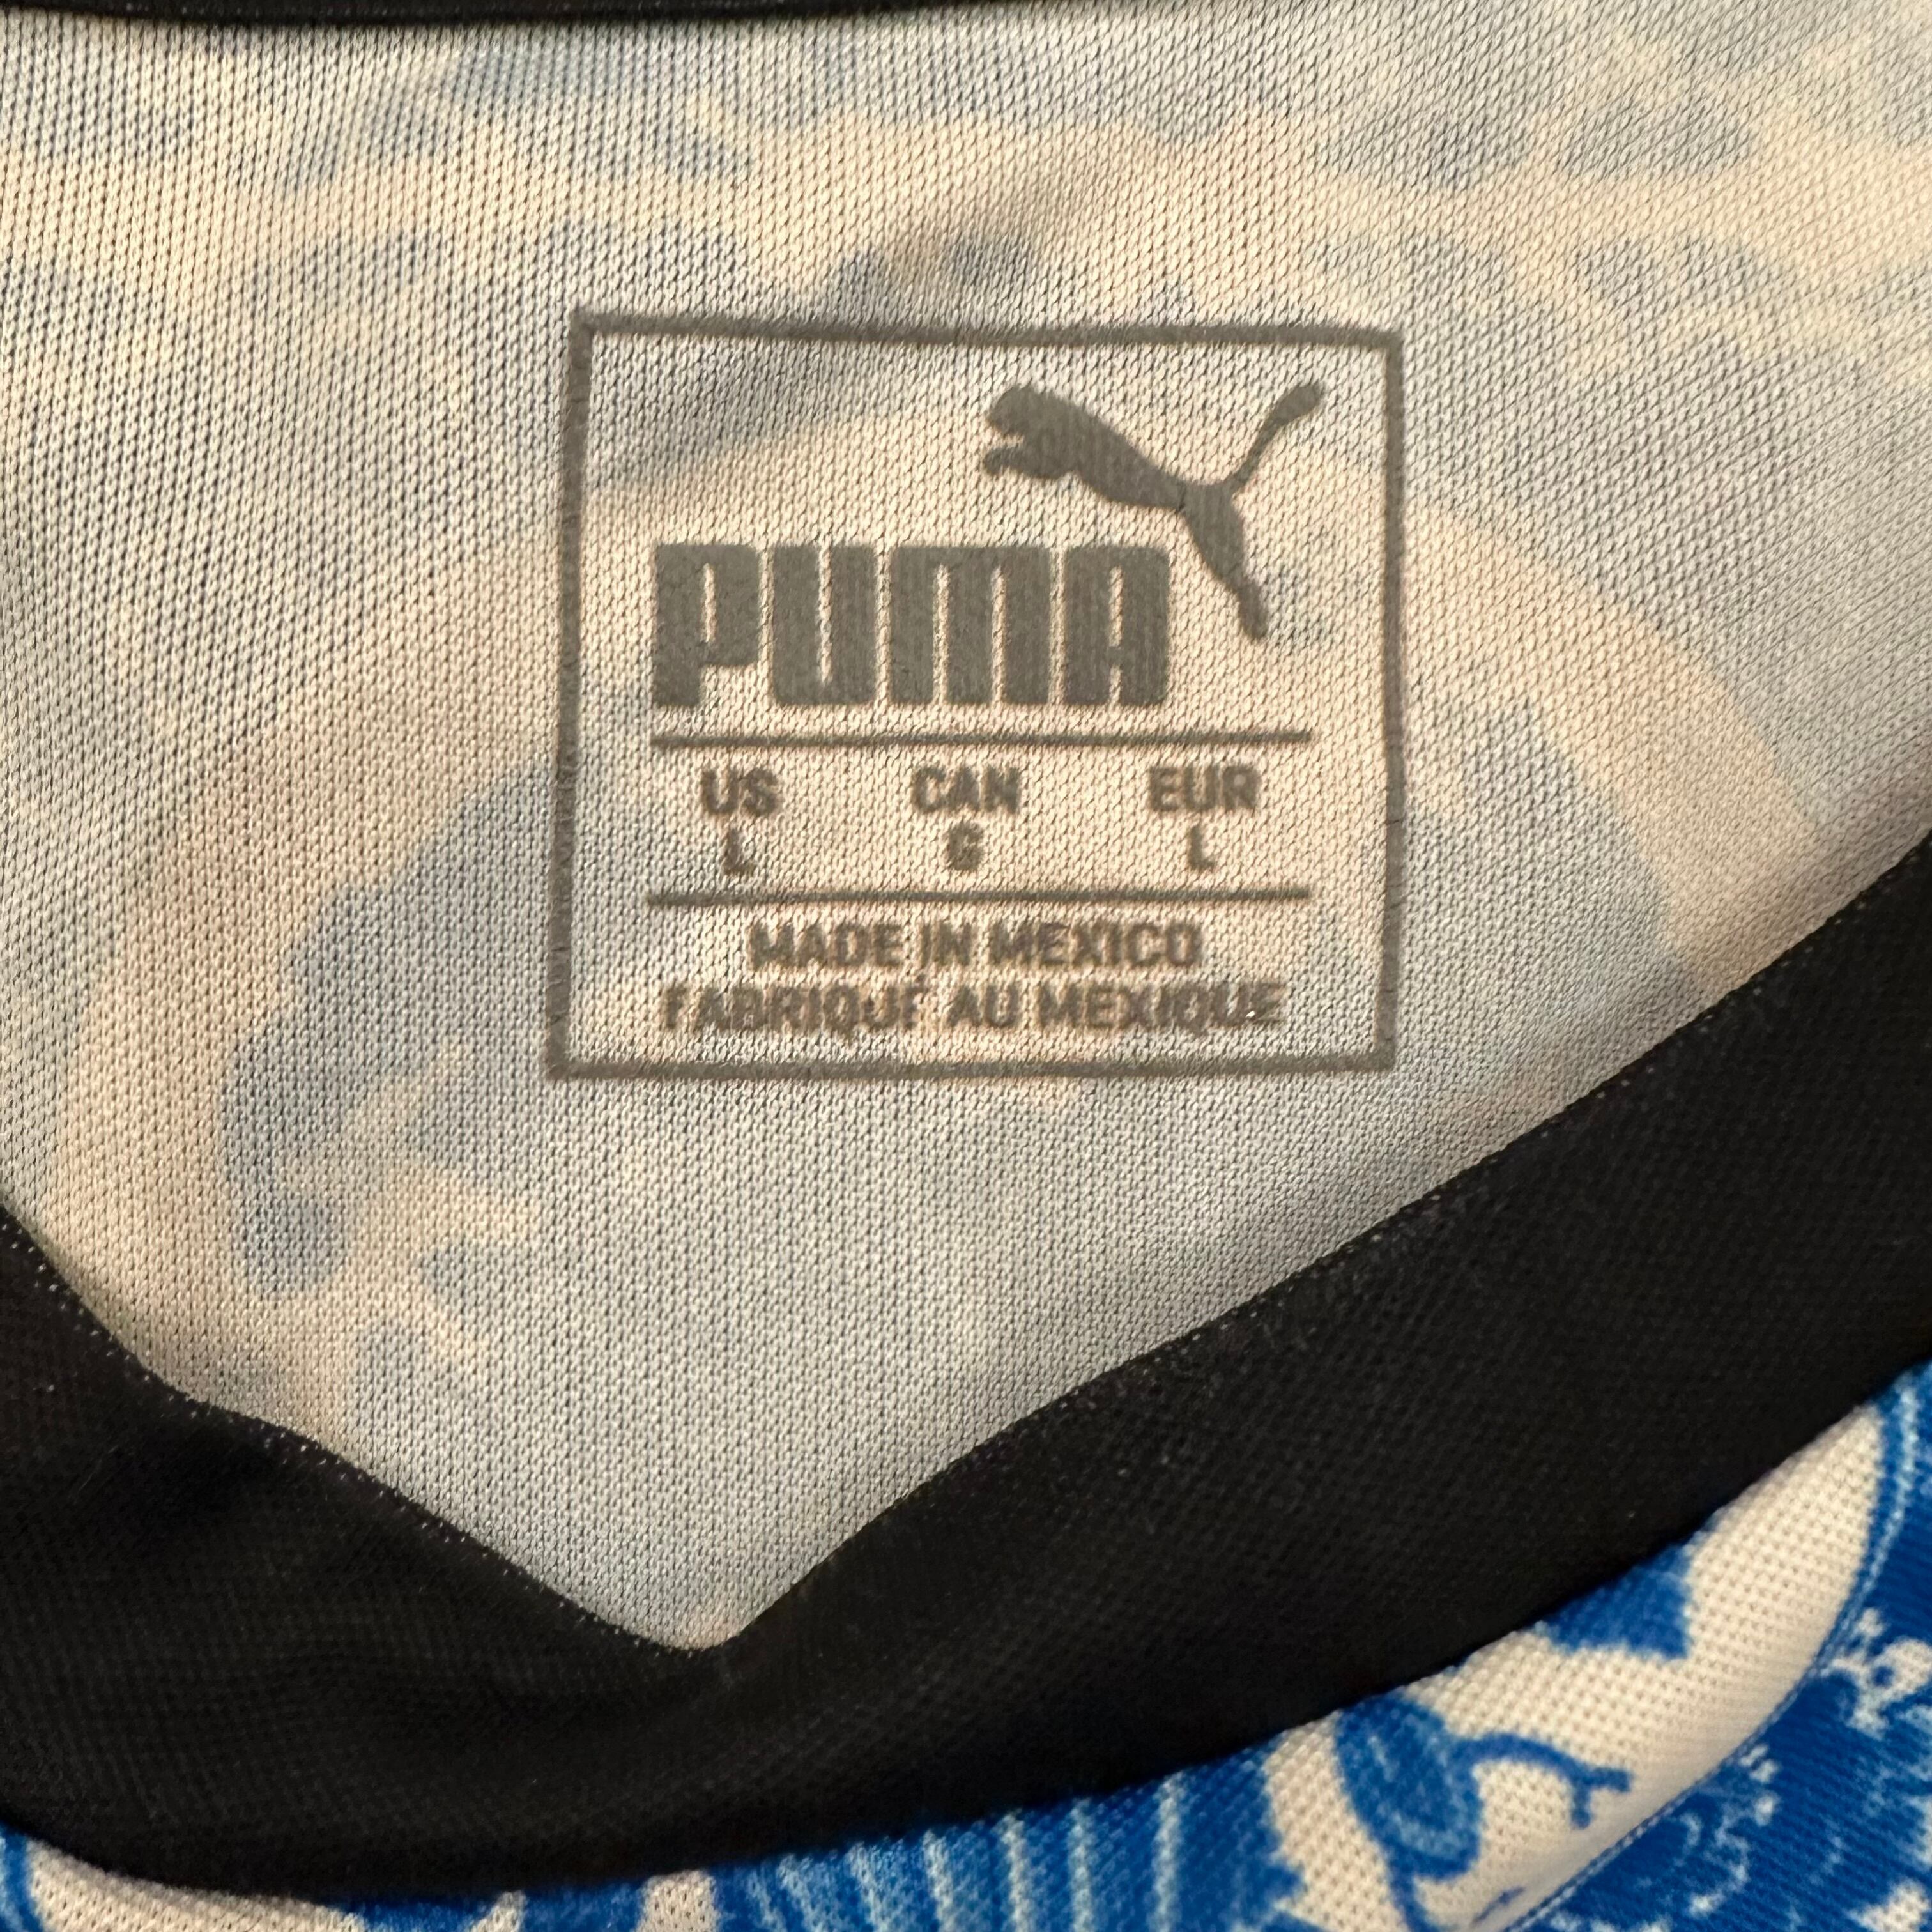 PUMA
US CAN EUR
L G L
MADE IN MEXICO
FABRIQUE AU MEXIQUE